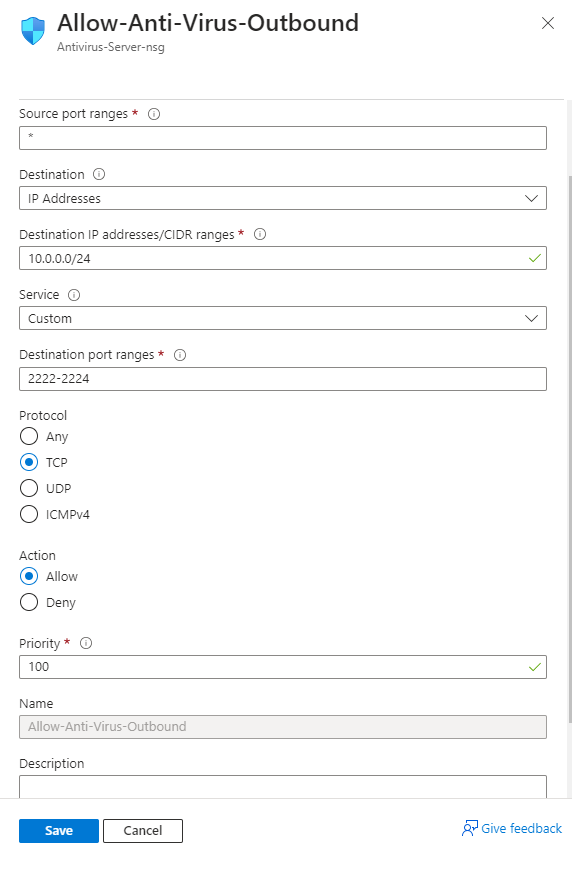 Allow-Anti-Virus-Outbound
Antivirus-Server-nsg
Source port ranges *
*
Destination
IP Addresses
Destination IP addresses/CIDR ranges *
10.0.0.0/24
Service
Custom
Destination port ranges *
2222-2224
Protocol
Any
TCP
UDP
ICMPv4
Action
Allow
Deny
Priority *
100
Name
Allow-Anti-Virus-Outbound
Description
Save Cancel Give feedback